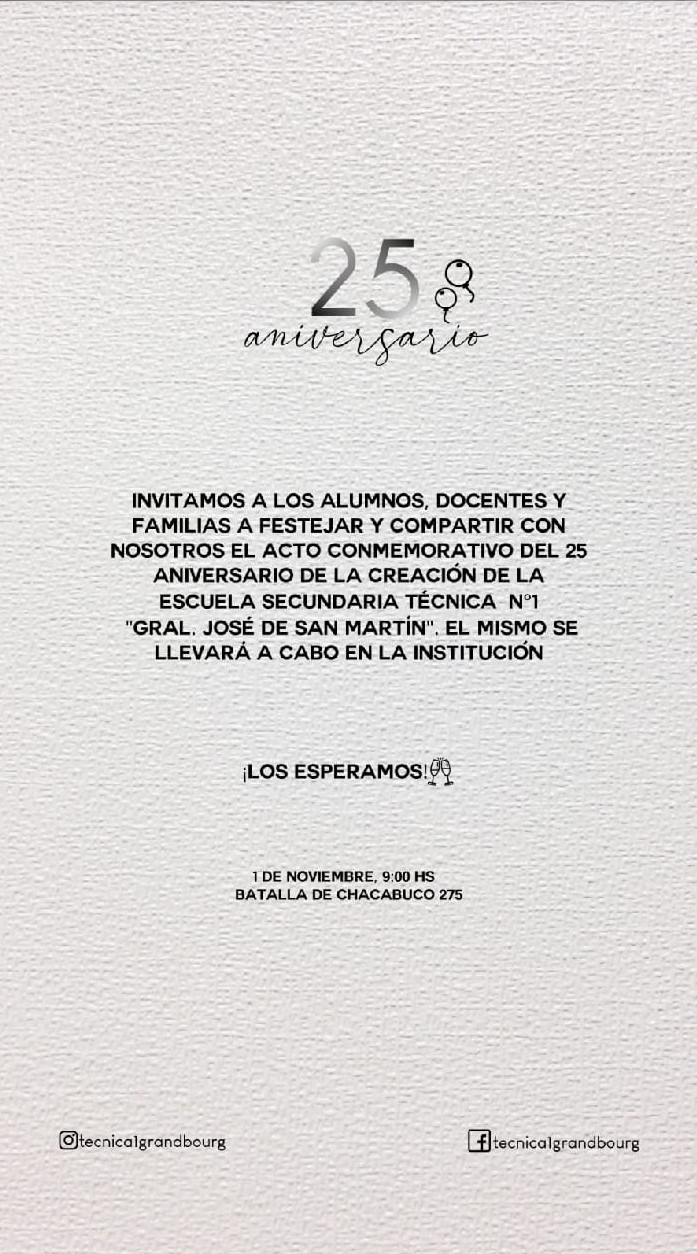 25
aniversario
INVITAMOS A LOS ALUMNOS, DOCENTES Y
FAMILIAS A FESTEJAR Y COMPARTIR CON
NOSOTROS EL ACTO CONMEMORATIVO DEL 25
ANIVERSARIO DE LA CREACIÓN DE LA
ESCUELA SECUNDARIA TÉCNICA N°1
"GRAL. JOSÉ DE SAN MARTÍN". EL MISMO SE
LLEVARÁ A CABO EN LA INSTITUCIÓN
¡LOS ESPERAMOS!
1 DE NOVIEMBRE, 9:00 HS
BATALLA DE CHACABUCO 275
tecnica1grandbourg
tecnica1grandbourg